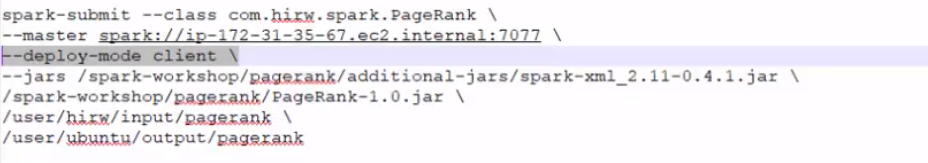 spark-submit --class com.hirw.spark.PageRank \
--master spark://ip-172-31-35-67.ec2.internal:7077 \
--deploy-mode client \
--jars /spark-workshop/pagerank/additional-jars/spark-xml_2.11-0.4.1.jar \
/spark-workshop/pagerank/PageRank-1.0.jar \
/user/hirw/input/pagerank \
/user/ubuntu/output/pagerank